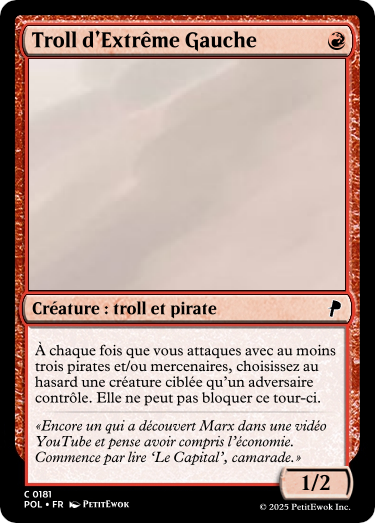 Troll d'Extrême Gauche
Créature : troll et pirate
À chaque fois que vous attaques avec au moins
trois pirates et/ou mercenaires, choisissez au
hasard une créature ciblée qu'un adversaire
contrôle. Elle ne peut pas bloquer ce tour-ci.
«Encore un qui a découvert Marx dans une vidéo
YouTube et pense avoir compris l'économie.
Commence par lire ‘Le Capital’, camarade.»
1/2
C 0181
POL • FR PetitEwok
© 2025 PetitEwok Inc.